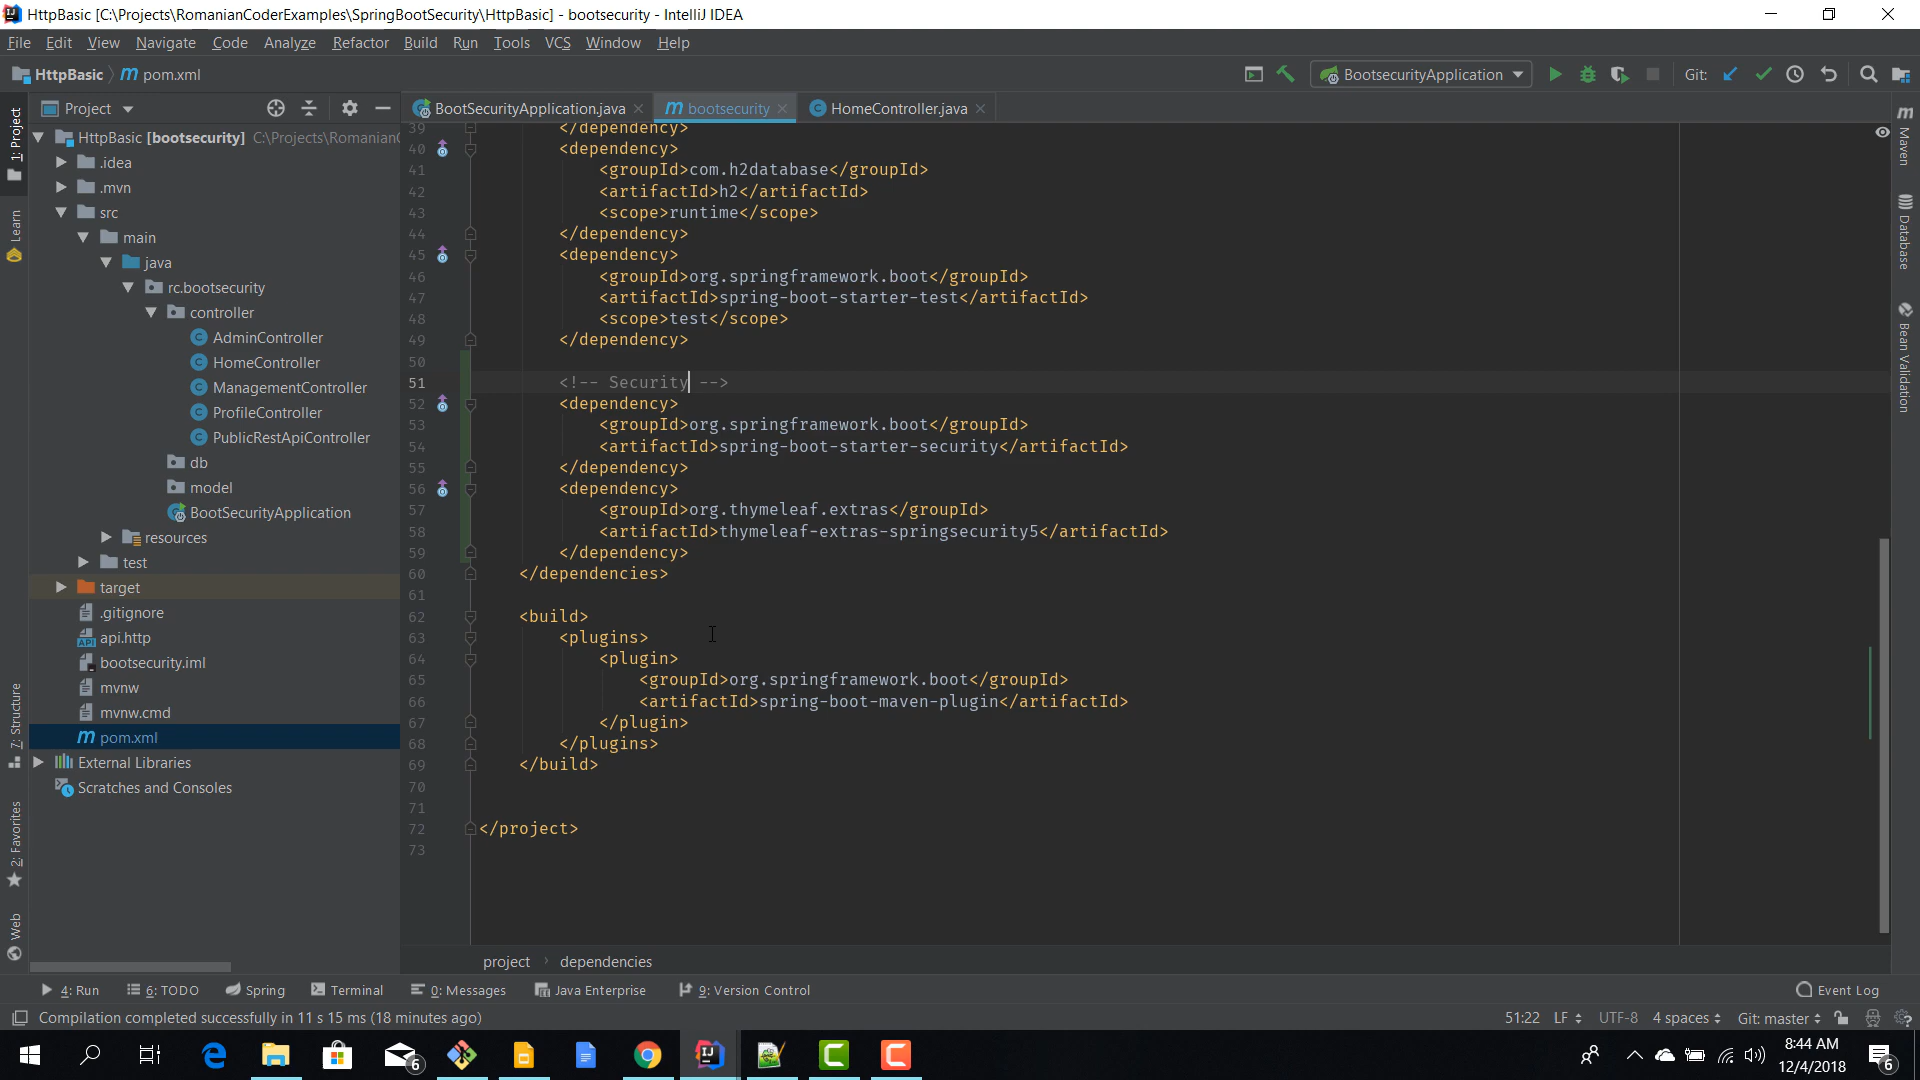 HttpBasic [C:\Projects\RomanianCoderExamples\SpringBootSecurity\HttpBasic] - bootsecurity - IntelliJ IDEA
File Edit View Navigate Code Analyze Refactor Build Run Tools VCS Window Help
HttpBasic pom.xml
BootsecurityApplication
Git:
Project
BootSecurityApplication.java
bootsecurity
HomeController.java
1: Project
Learn
7: Structure
2: Favorites
Web
HttpBasic [bootsecurity] C:\Projects\Romanian
.idea
.mvn
src
main
java
rc.bootsecurity
controller
AdminController
HomeController
ManagementController
ProfileController
PublicRestApiController
db
model
BootSecurityApplication
resources
test
target
.gitignore
api.http
bootsecurity.iml
mvnw
mvnw.cmd
pom.xml
External Libraries
Scratches and Consoles
39 </dependency>
40 <dependency>
41 <groupId>com.h2database</groupId>
42 <artifactId>h2</artifactId>
43 <scope>runtime</scope>
44 </dependency>
45 <dependency>
46 <groupId>org.springframework.boot</groupId>
47 <artifactId>spring-boot-starter-test</artifactId>
48 <scope>test</scope>
49 </dependency>
50
51 <!-- Security -->
52 <dependency>
53 <groupId>org.springframework.boot</groupId>
54 <artifactId>spring-boot-starter-security</artifactId>
55 </dependency>
56 <dependency>
57 <groupId>org.thymeleaf.extras</groupId>
58 <artifactId>thymeleaf-extras-springsecurity5</artifactId>
59 </dependency>
60 </dependencies>
61
62 <build>
63 <plugins>
64 <plugin>
65 <groupId>org.springframework.boot</groupId>
66 <artifactId>spring-boot-maven-plugin</artifactId>
67 </plugin>
68 </plugins>
69 </build>
70
71
72 </project>
73
Maven
Database
Bean Validation
project dependencies
4: Run 6: TODO Spring Terminal 0: Messages Java Enterprise 9: Version Control Event Log
Compilation completed successfully in 11 s 15 ms (18 minutes ago)
51:22 LF UTF-8 4 spaces Git: master
6
8:44 AM
12/4/2018
6